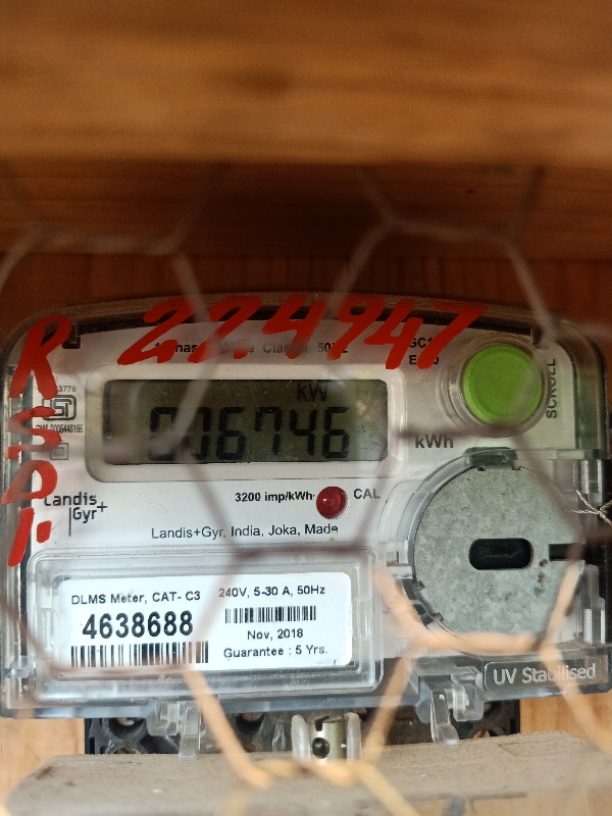 224947
R
S
D
1.
kW
006746
kWh
SCROLL
3200 imp/kWh
CAL
Landis
Gyr+
Landis+Gyr, India, Joka, Made
DLMS Meter, CAT- C3
240V, 5-30 A, 50Hz
4638688
Nov, 2018
Guarantee : 5 Yrs.
UV Stabilised